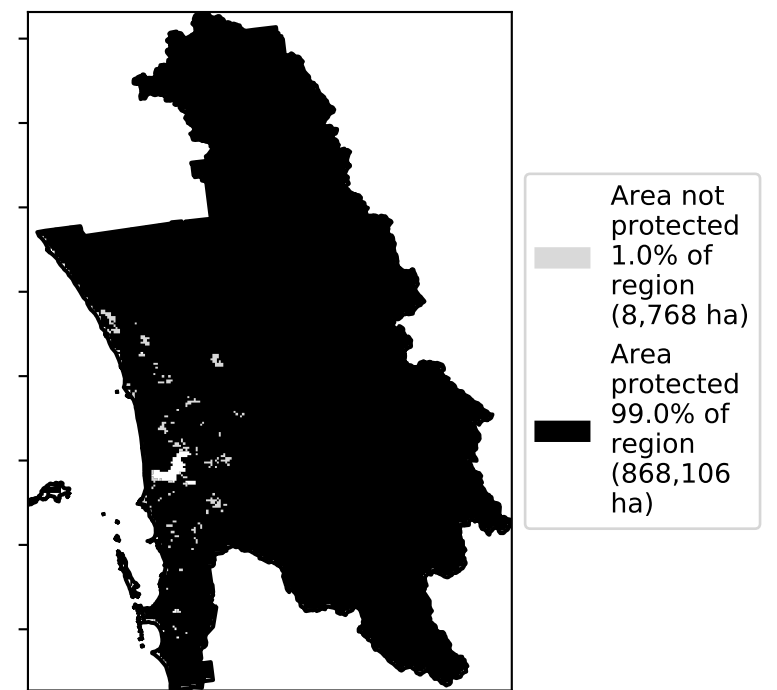 Area not
protected
1.0% of
region
(8,768 ha)
Area
protected
99.0% of
region
(868,106
ha)